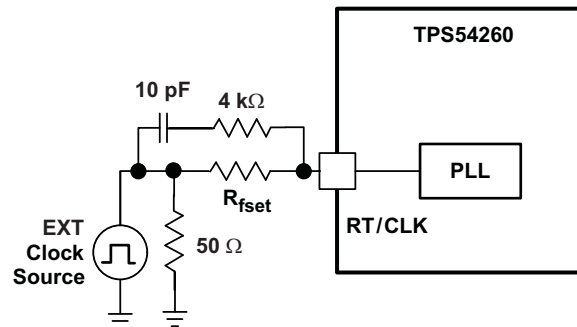 TPS54260
10 pF
4 kΩ
PLL
R_fset
RT/CLK
EXT
Clock
Source
50 Ω